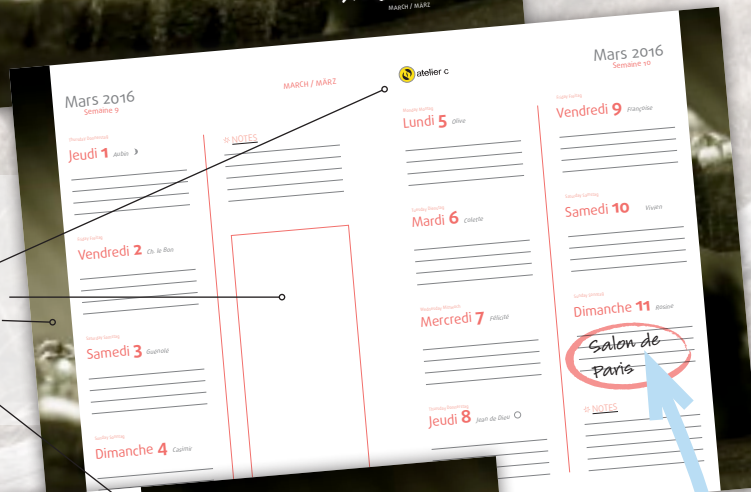 MARCH / MÄRZ
Mars 2016
Semaine 9
MARCH / MÄRZ
Jeudi 1 Aubin
NOTES
Vendredi 2 Ch. le Bon
Samedi 3 Guénolé
Dimanche 4 Casimir
atelier c
Mars 2016
Semaine 10
Lundi 5 Olive
Vendredi 9 Françoise
Mardi 6 Colette
Samedi 10 Vivien
Mercredi 7 Félicité
Dimanche 11 Rosine
Salon de
Paris
Jeudi 8 Jean de Dieu
NOTES